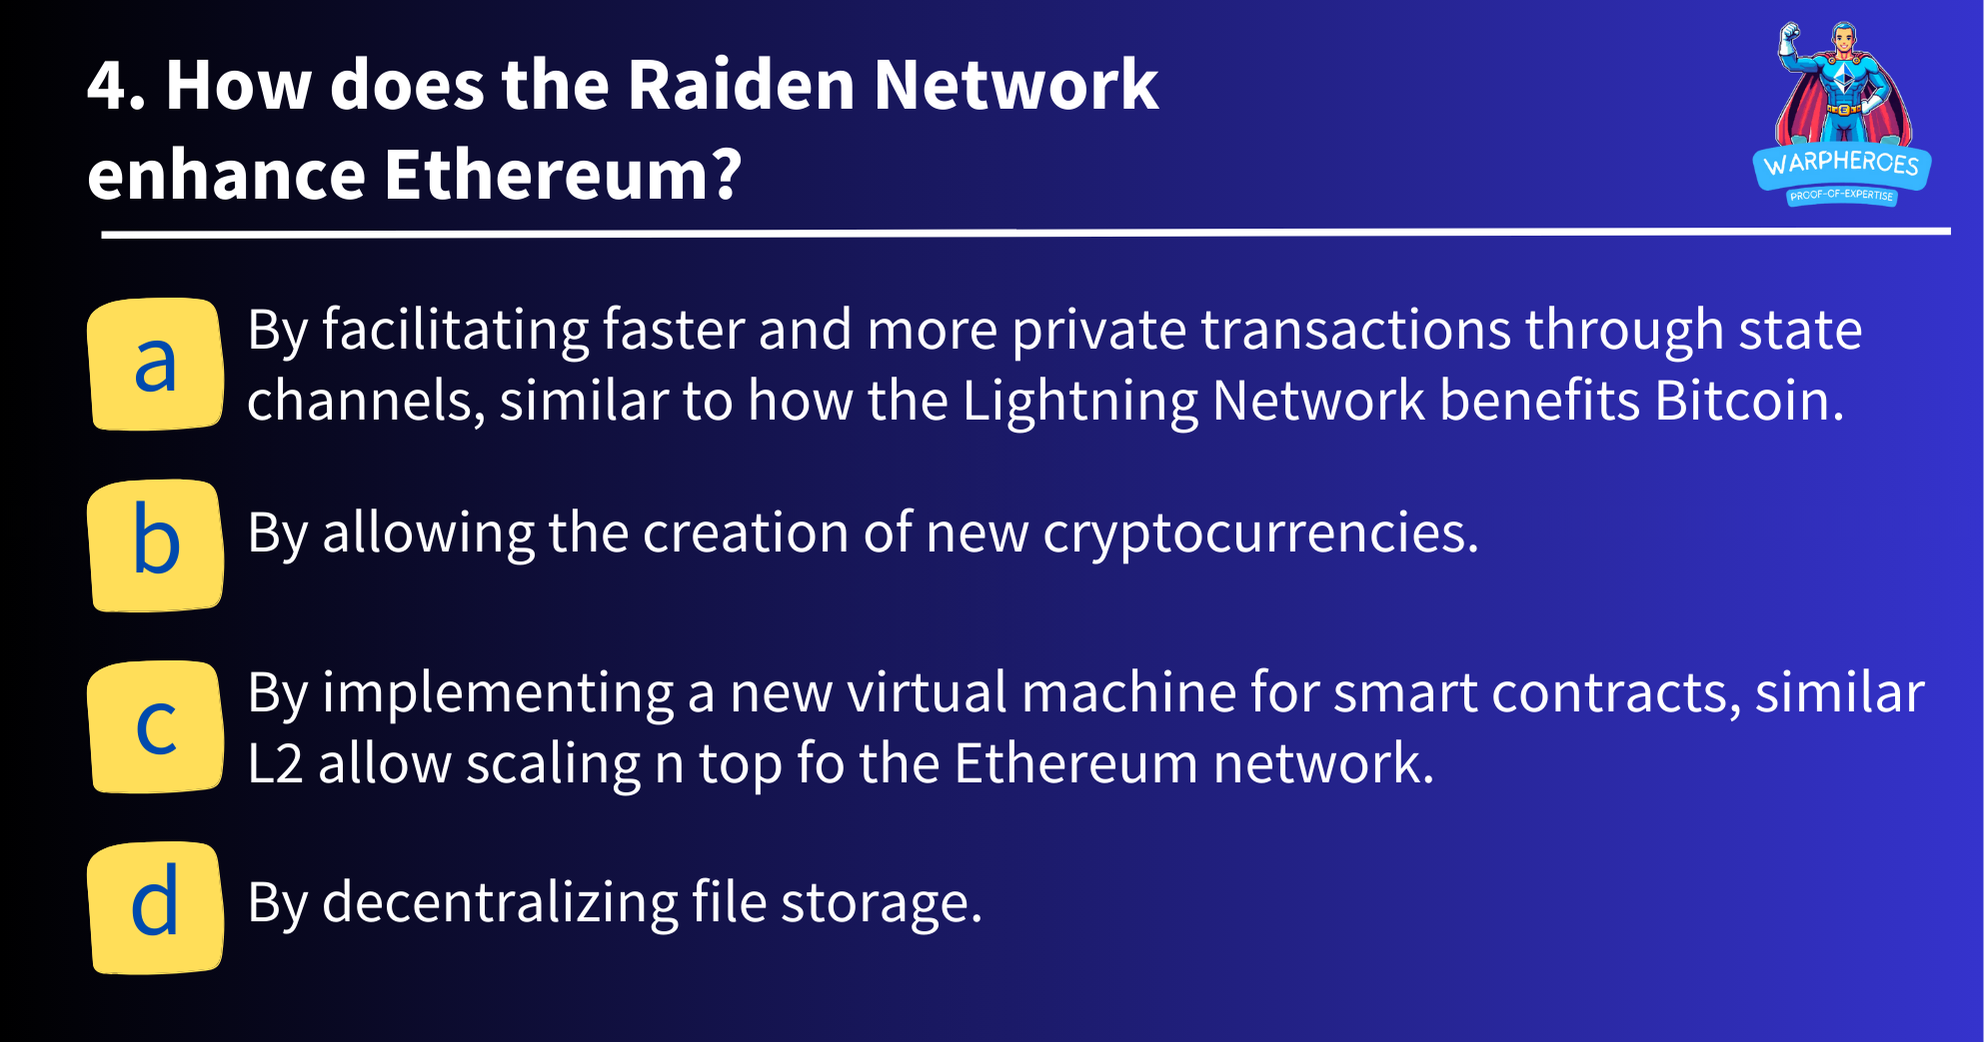 4. How does the Raiden Network
enhance Ethereum?
WARPHEROES
PROOF-OF-EXPERTISE
a
By facilitating faster and more private transactions through state
channels, similar to how the Lightning Network benefits Bitcoin.
b
By allowing the creation of new cryptocurrencies.
c
By implementing a new virtual machine for smart contracts, similar
L2 allow scaling n top fo the Ethereum network.
d
By decentralizing file storage.